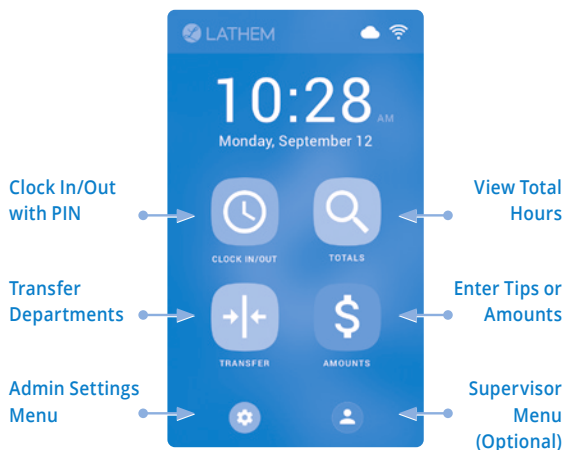 LATHEM
10:28 AM
Monday, September 12
Clock In/Out
with PIN
View Total
Hours
CLOCK IN/OUT
TOTALS
Transfer
Departments
Enter Tips or
Amounts
TRANSFER
AMOUNTS
Admin Settings
Menu
Supervisor
Menu
(Optional)